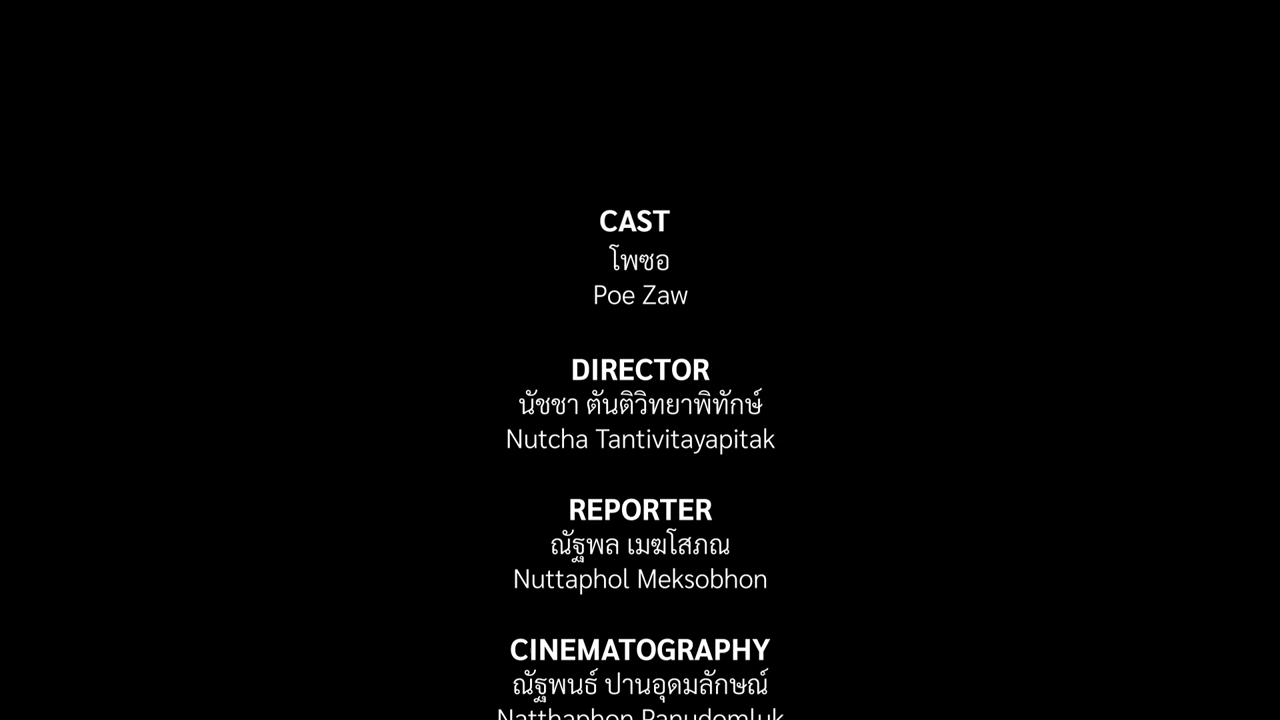 CAST
โพซอ
Poe Zaw
DIRECTOR
นัชชา ตันติวิทยาพิทักษ์
Nutcha Tantivitayapitak
REPORTER
ณัฐพล เมฆโสภณ
Nuttaphol Meksobhon
CINEMATOGRAPHY
ณัฐพนธ์ ปานอุดมลักษณ์
Natthaphon Panudomluk